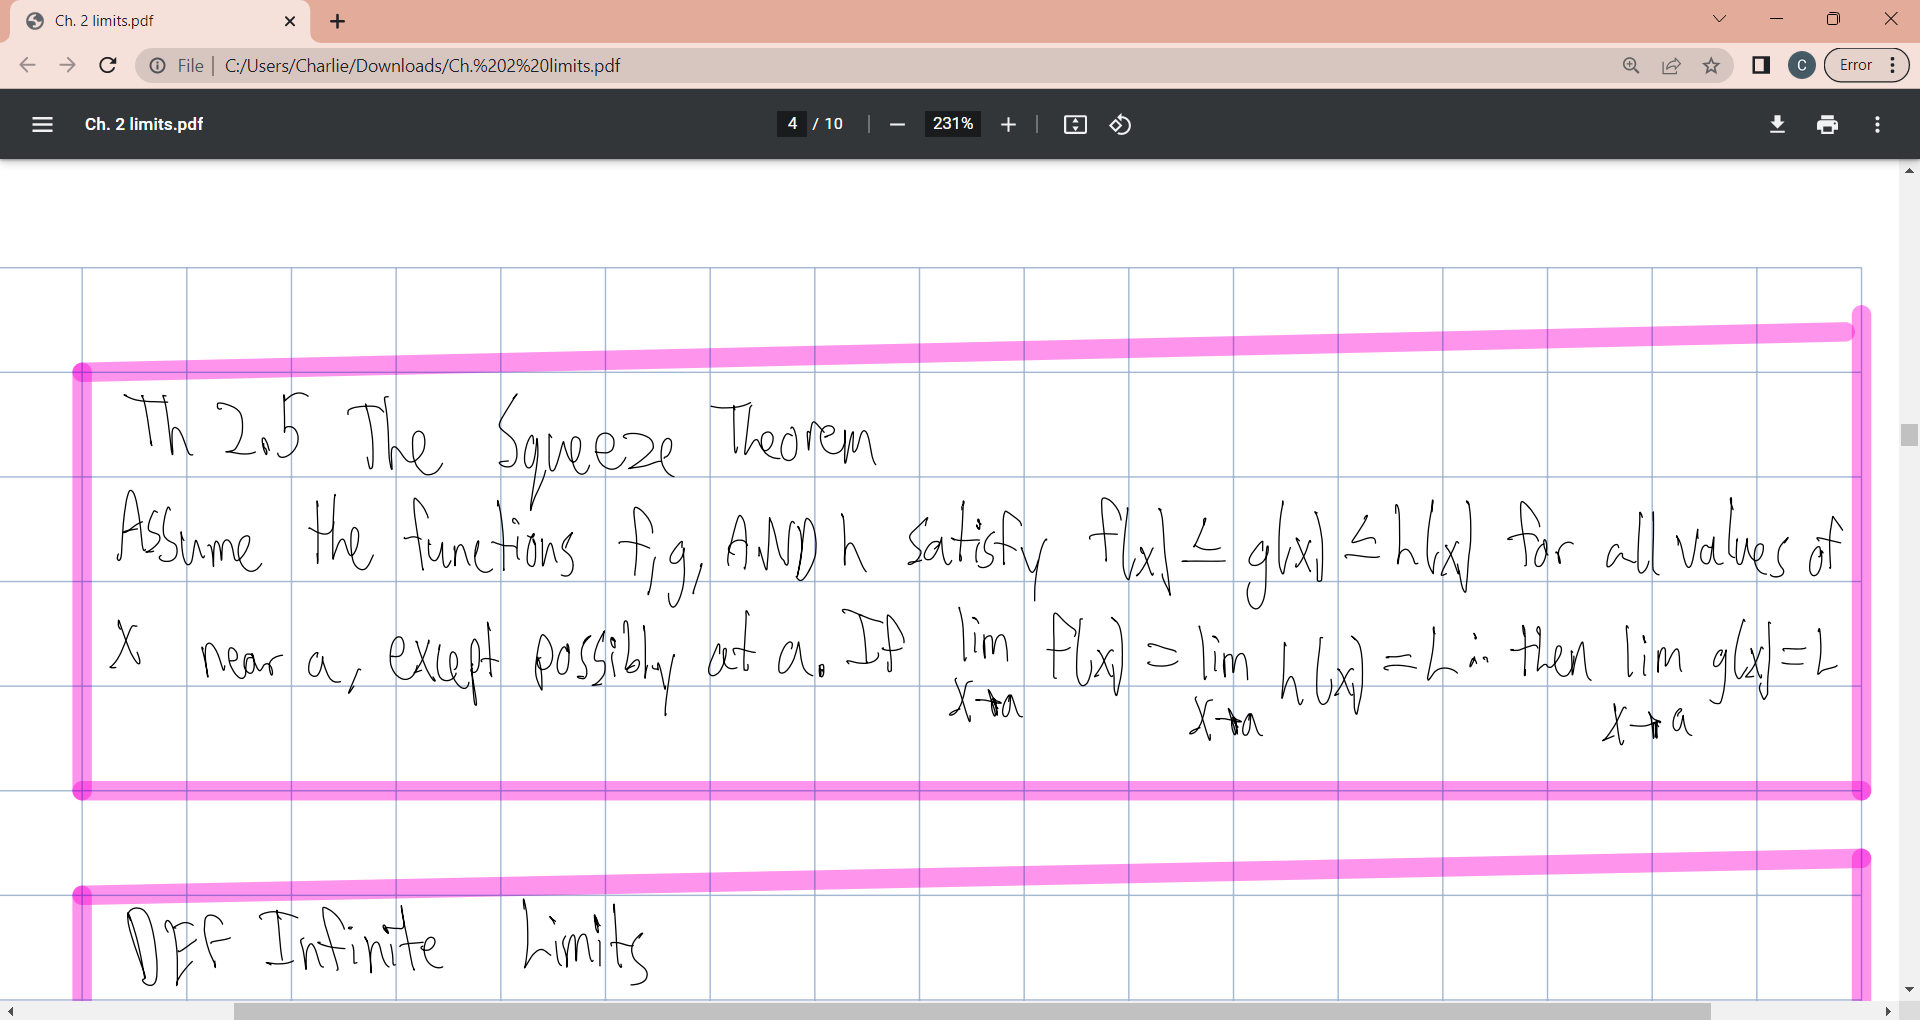 Ch. 2 limits.pdf
File | C:/Users/Charlie/Downloads/Ch.%202%20limits.pdf
C
Error
Ch. 2 limits.pdf
4 / 10
231%
Th 2.5 The Squeeze Theorem
Assume the functions f, g, AND h satisfy f(x) ≤ g(x) ≤ h(x) for all values of
x near a, except possibly at a. If lim f(x) = lim h(x) = L ∴ then lim g(x) = L
x→a x→a x→a
DEF Infinite Limits